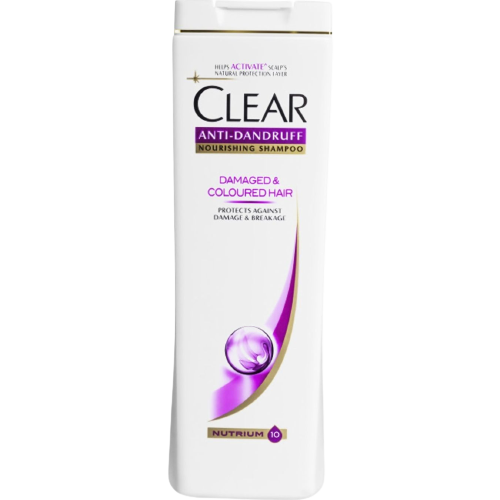 HELPS ACTIVATE* SCALP'S
NATURAL PROTECTION LAYER
CLEAR
ANTI-DANDRUFF
NOURISHING SHAMPOO
DAMAGED &
COLOURED HAIR
PROTECTS AGAINST
DAMAGE & BREAKAGE
NUTRIUM 10